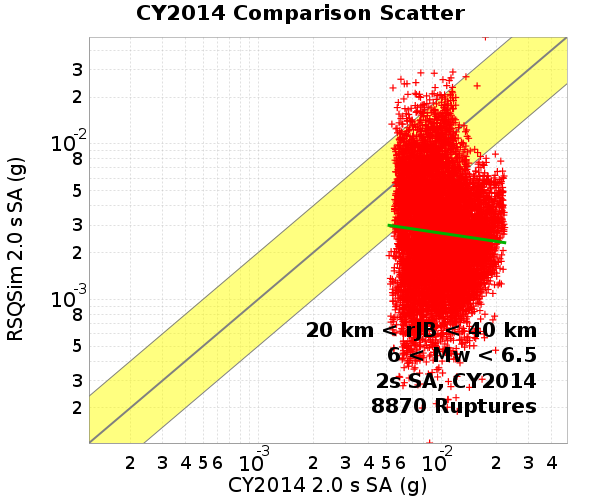 CY2014 Comparison Scatter
RSQSim 2.0 s SA (g)
3
2
10-2
8
5
3
2
10-3
8
5
3
2
20 km < rJB < 40 km
6 < Mw < 6.5
2s SA, CY2014
8870 Ruptures
2 3 4 5 6 10-3 2 3 4 5 6 10-2 2 3 4
CY2014 2.0 s SA (g)